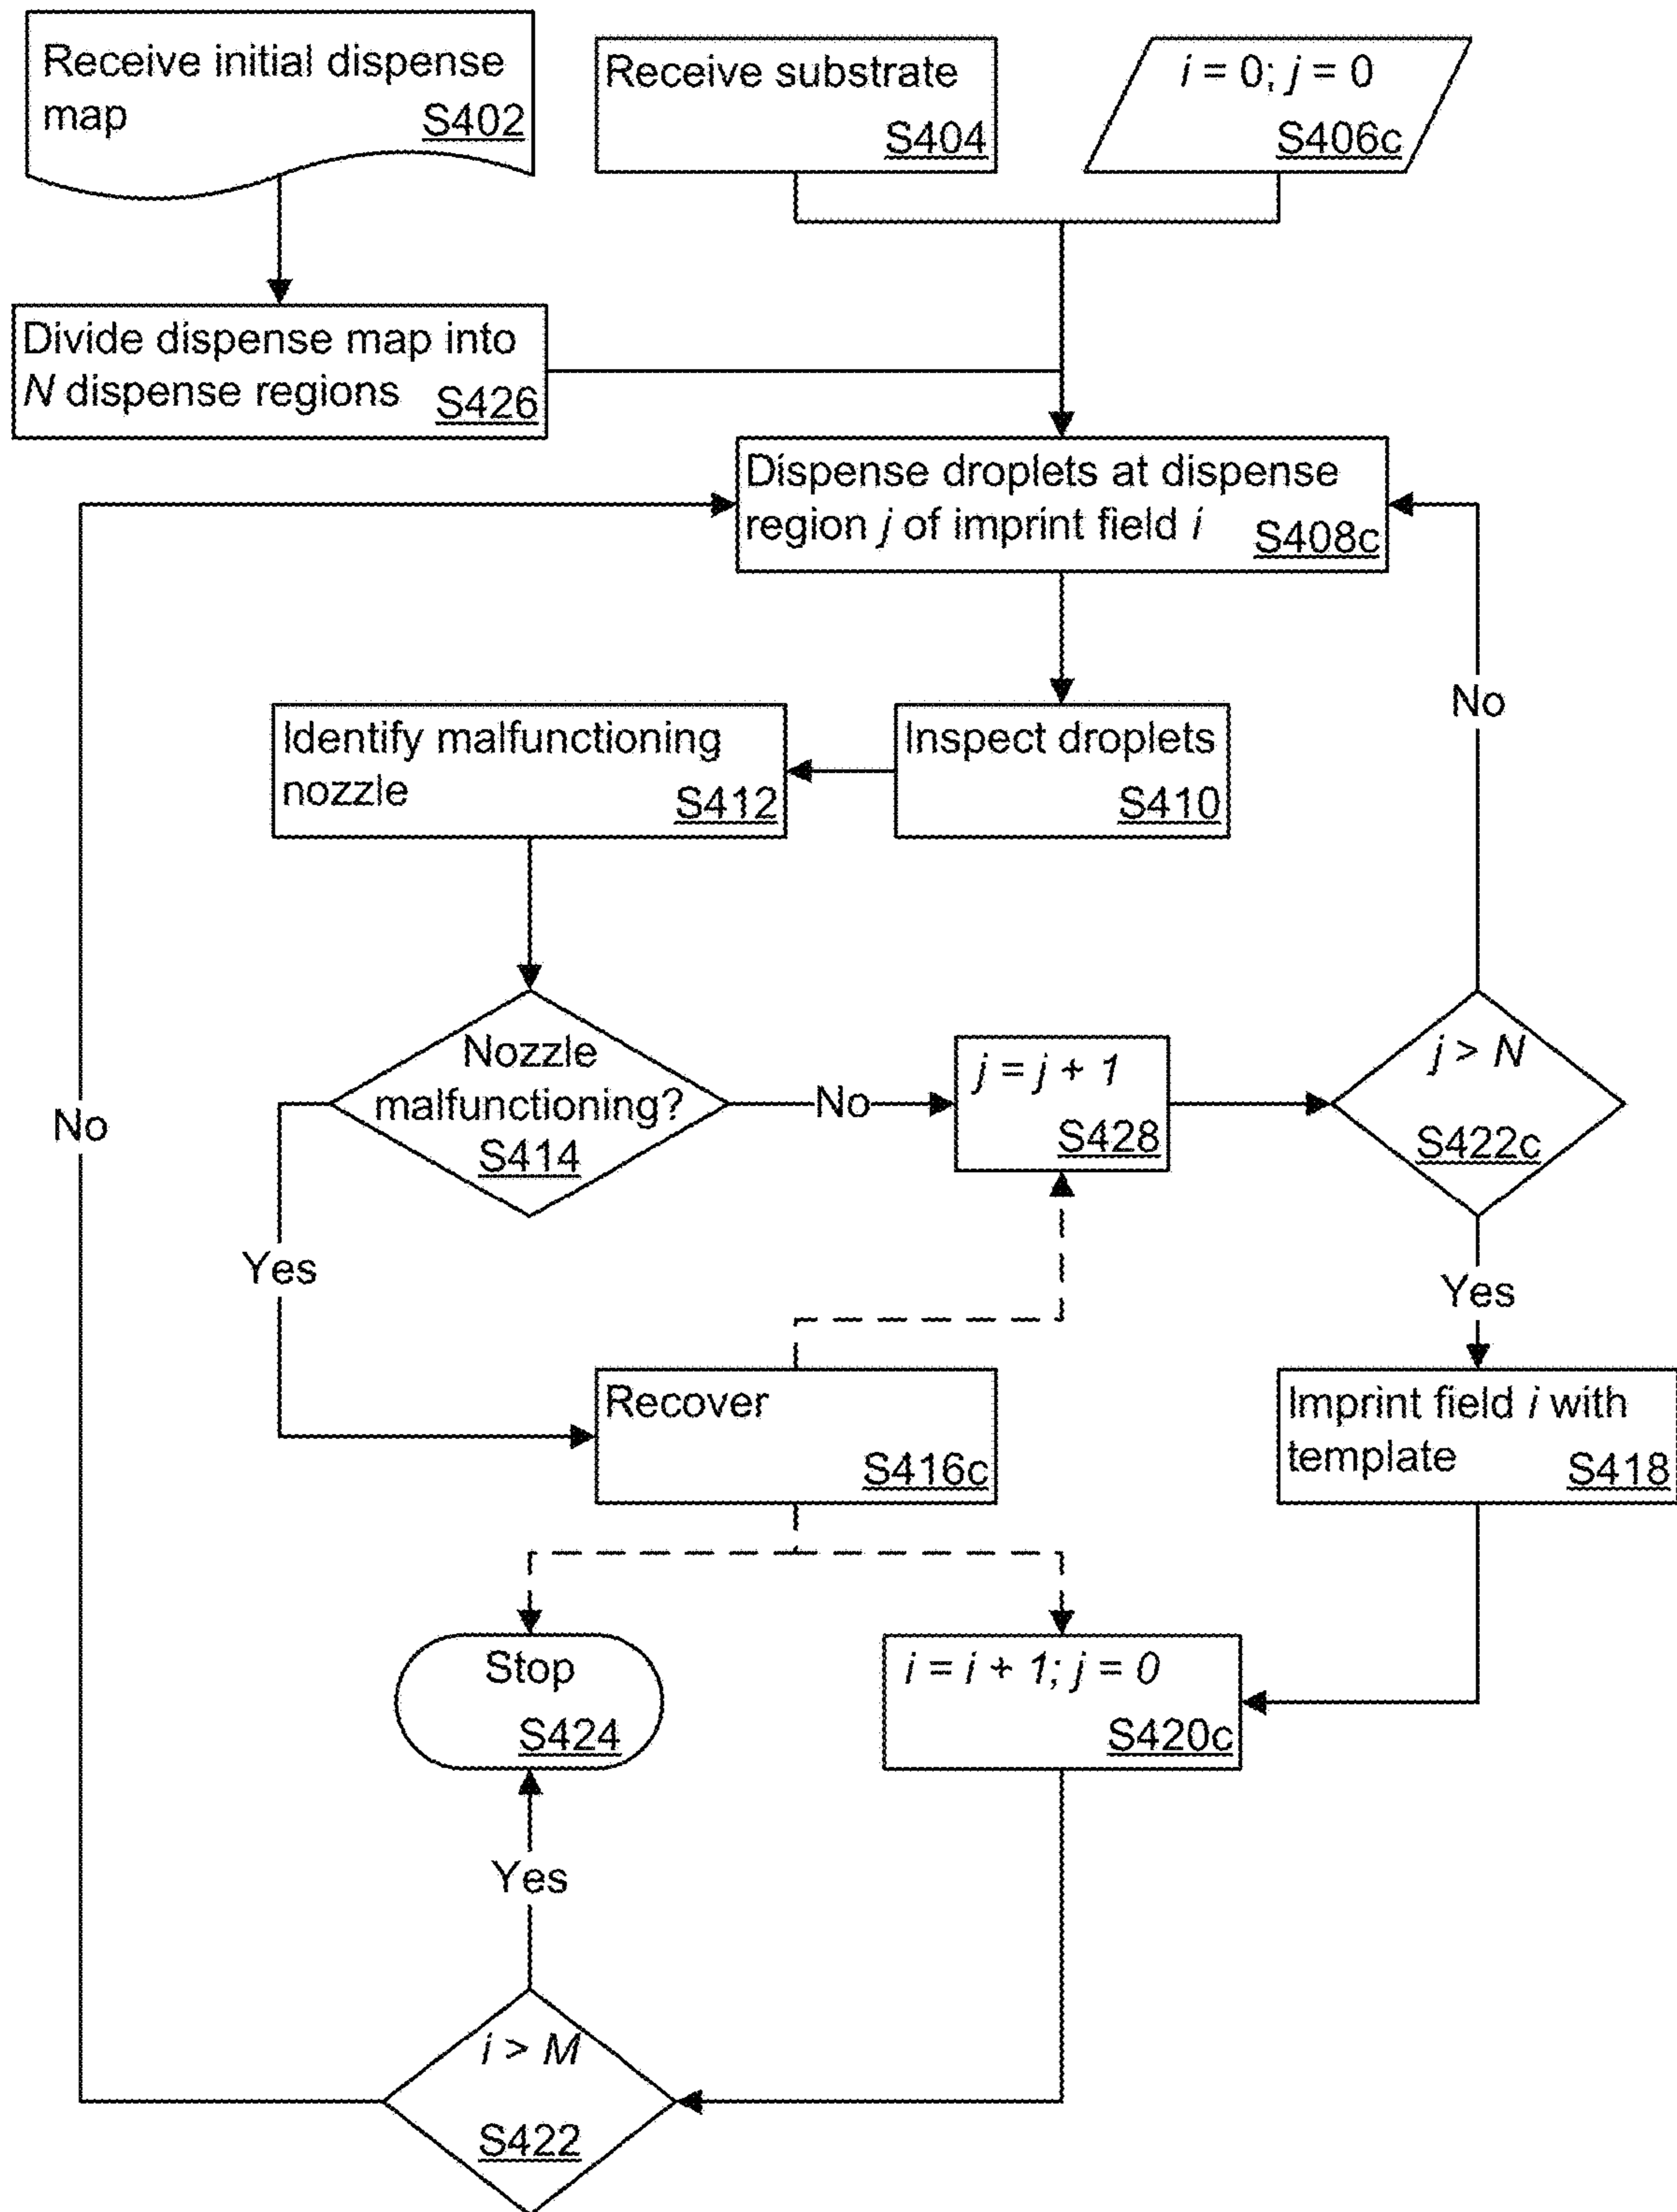 Receive initial dispense
map
S402
Receive substrate
S404
i = 0; j = 0
S406c
Divide dispense map into
N dispense regions
S426
Dispense droplets at dispense
region j of imprint field i
S408c
No
Identify malfunctioning
nozzle
S412
Inspect droplets
S410
Nozzle
malfunctioning?
S414
No
j = j + 1
S428
j > N
S422c
No
Yes
Yes
Recover
S416c
Imprint field i with
template
S418
Stop
S424
i = i + 1; j = 0
S420c
Yes
i > M
S422